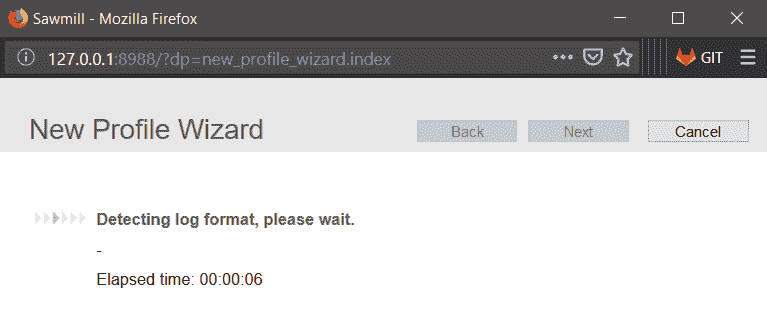 Sawmill - Mozilla Firefox
127.0.0.1:8988/?dp=new_profile_wizard.index
GIT
New Profile Wizard
Back
Next
Cancel
Detecting log format, please wait.
-
Elapsed time: 00:00:06